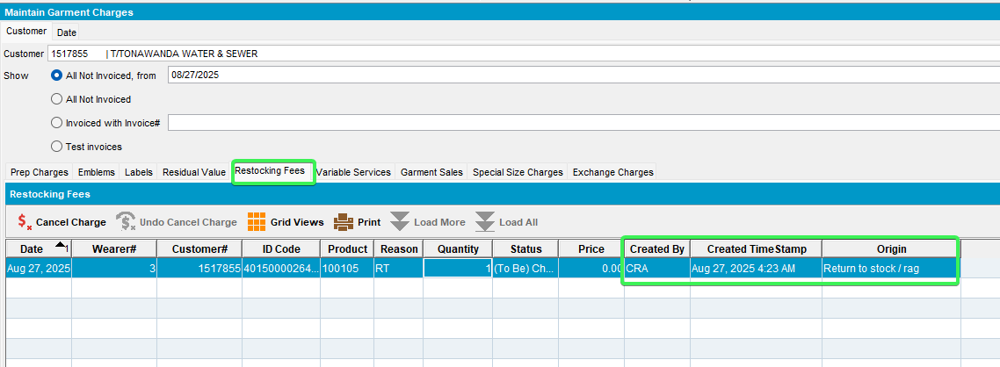 Maintain Garment Charges
Customer Date
Customer 1517855 | T/TONAWANDA WATER & SEWER
Show All Not Invoiced, from 08/27/2025
All Not Invoiced
Invoiced with Invoice#
Test invoices
Prep Charges Emblems Labels Residual Value Restocking Fees Variable Services Garment Sales Special Size Charges Exchange Charges
Restocking Fees
Cancel Charge Undo Cancel Charge Grid Views Print Load More Load All
Date 1 Wearer# Customer# ID Code Product Reason Quantity Status Price Created By Created TimeStamp Origin
Aug 27, 2025 3 1517855 40150000264... 100105 RT 1 (To Be) Ch... 0.00 CRA Aug 27, 2025 4:23 AM Return to stock / rag